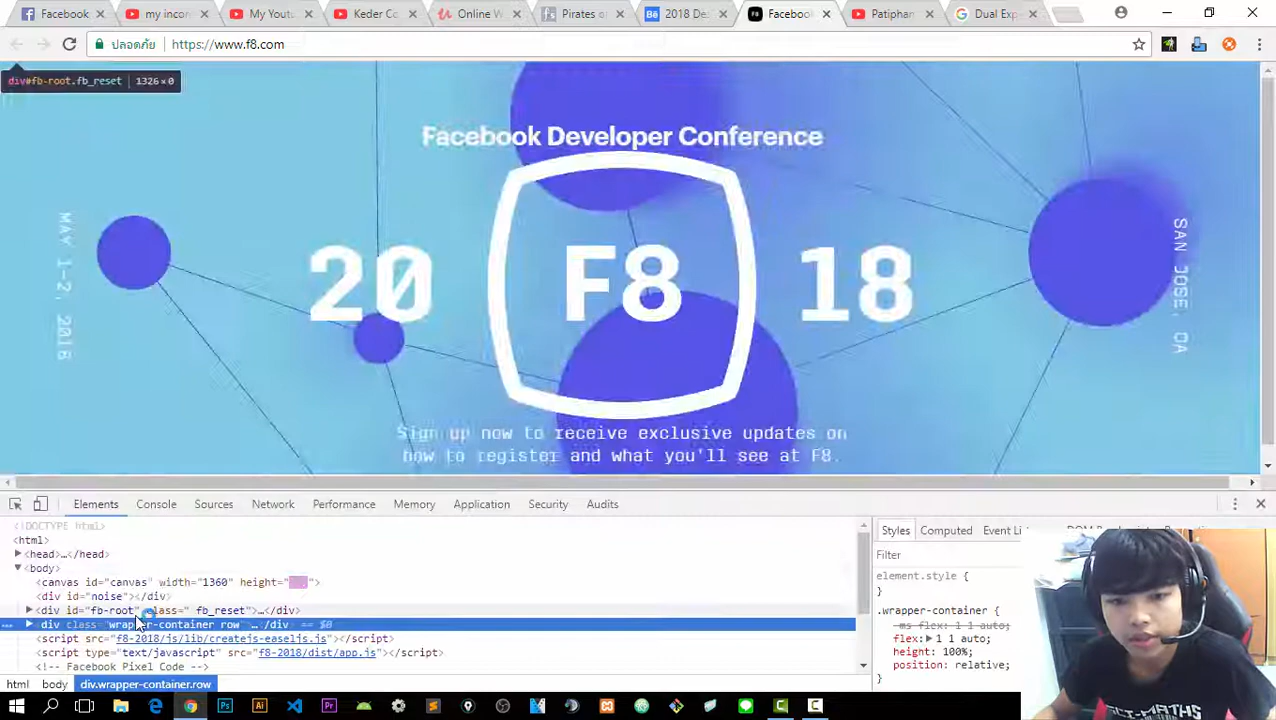 Facebook
my incor
My Youtu
Keder Co
Online W
Pirates o
2018 Des
Facebook
Patiphan
Dual Exp
ปลอดภัย
https://www.f8.com
div#fb-root.fb_reset | 1326×0
Facebook Developer Conference
MAY 1-2, 2018
20 F8 18
SAN JOSE, CA
Sign up now to receive exclusive updates on
how to register and what you'll see at F8.
Elements Console Sources Network Performance Memory Application Security Audits
<!DOCTYPE html>
<html>
<head>…</head>
<body>
<canvas id="canvas" width="1360" height=">
<div id="noise"></div>
<div id="fb-root" class=" fb_reset">…</div>
<div class="wrapper-container row">…</div> == $0
<script src="f8-2018/js/lib/createjs-easeljs.js"></script>
<script type="text/javascript" src="f8-2018/dist/app.js"></script>
<!-- Facebook Pixel Code -->
html body div.wrapper-container.row
Styles Computed Event Lis
Filter
element.style {
}
.wrapper-container {
-ms-flex: 1 1 auto;
flex: 1 1 auto;
height: 100%;
position: relative;
}